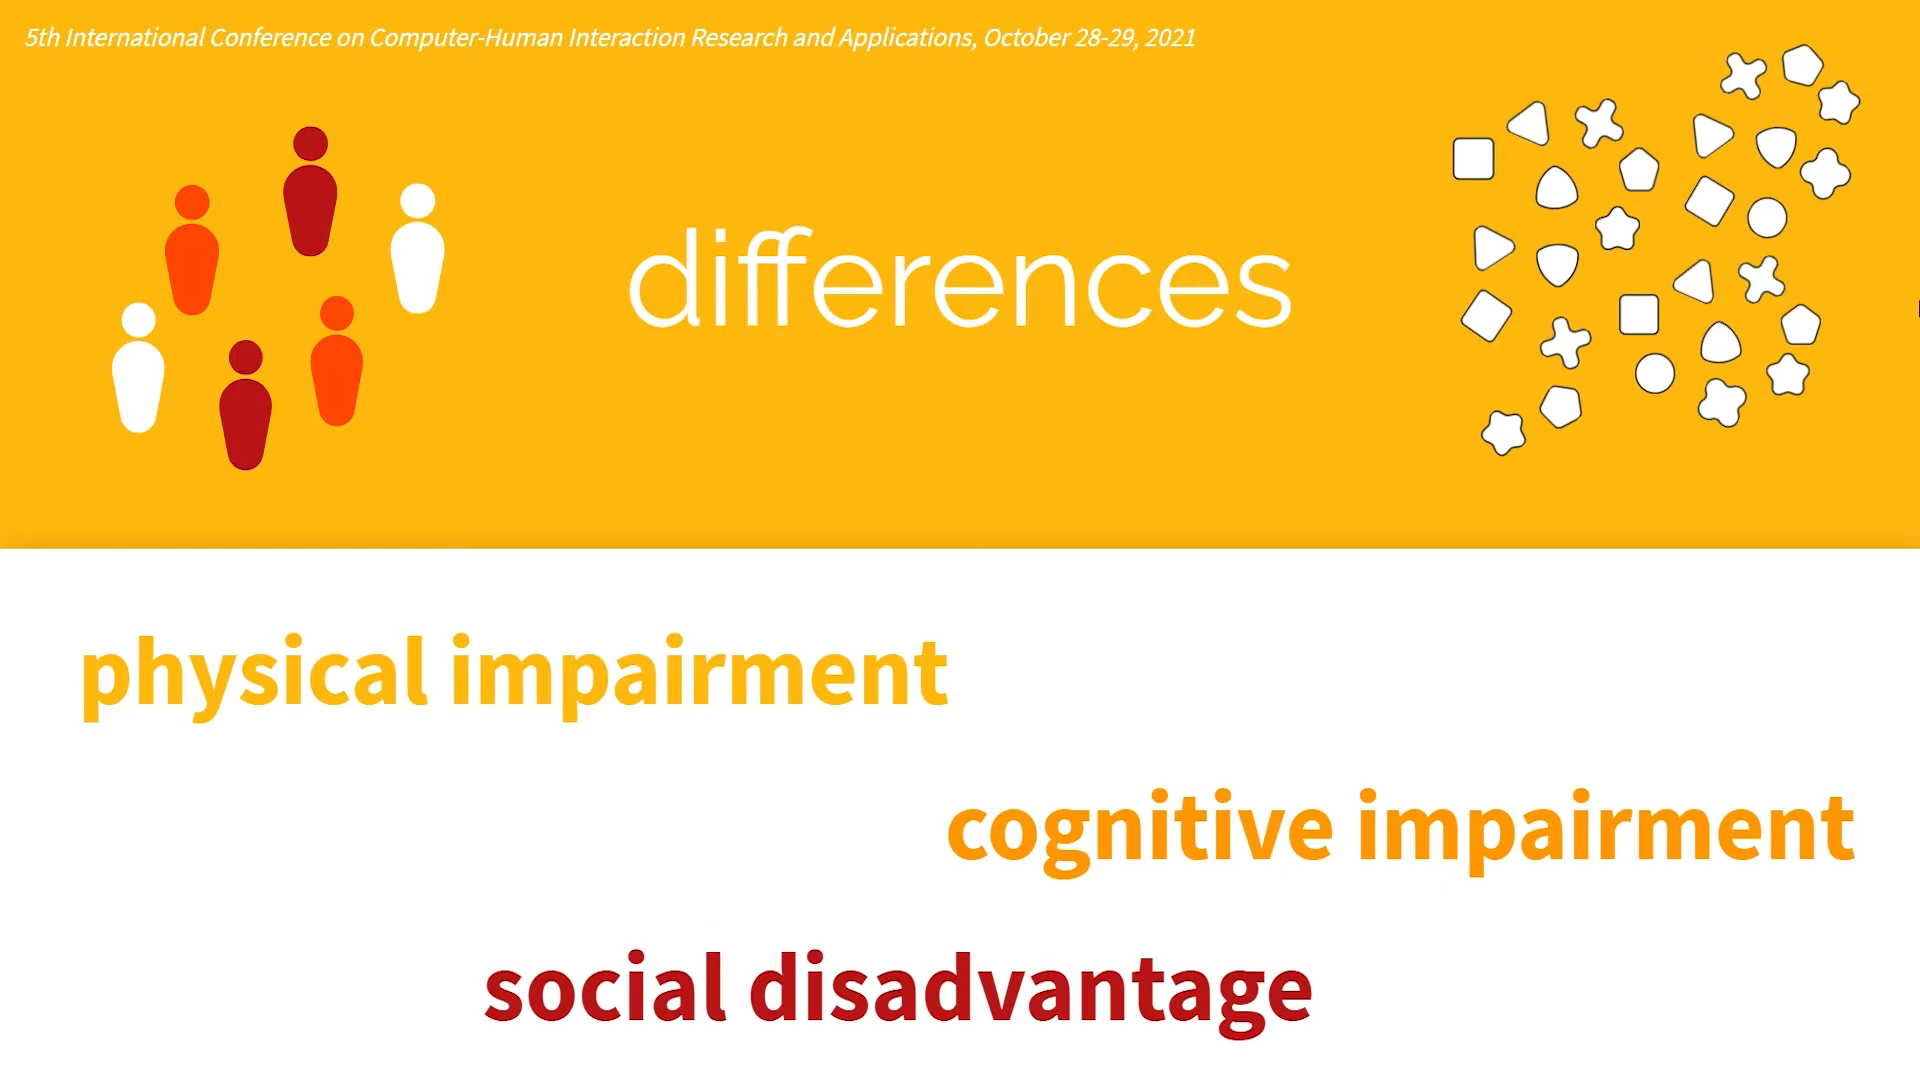 5th International Conference on Computer-Human Interaction Research and Applications, October 28-29, 2021
differences
physical impairment
cognitive impairment
social disadvantage